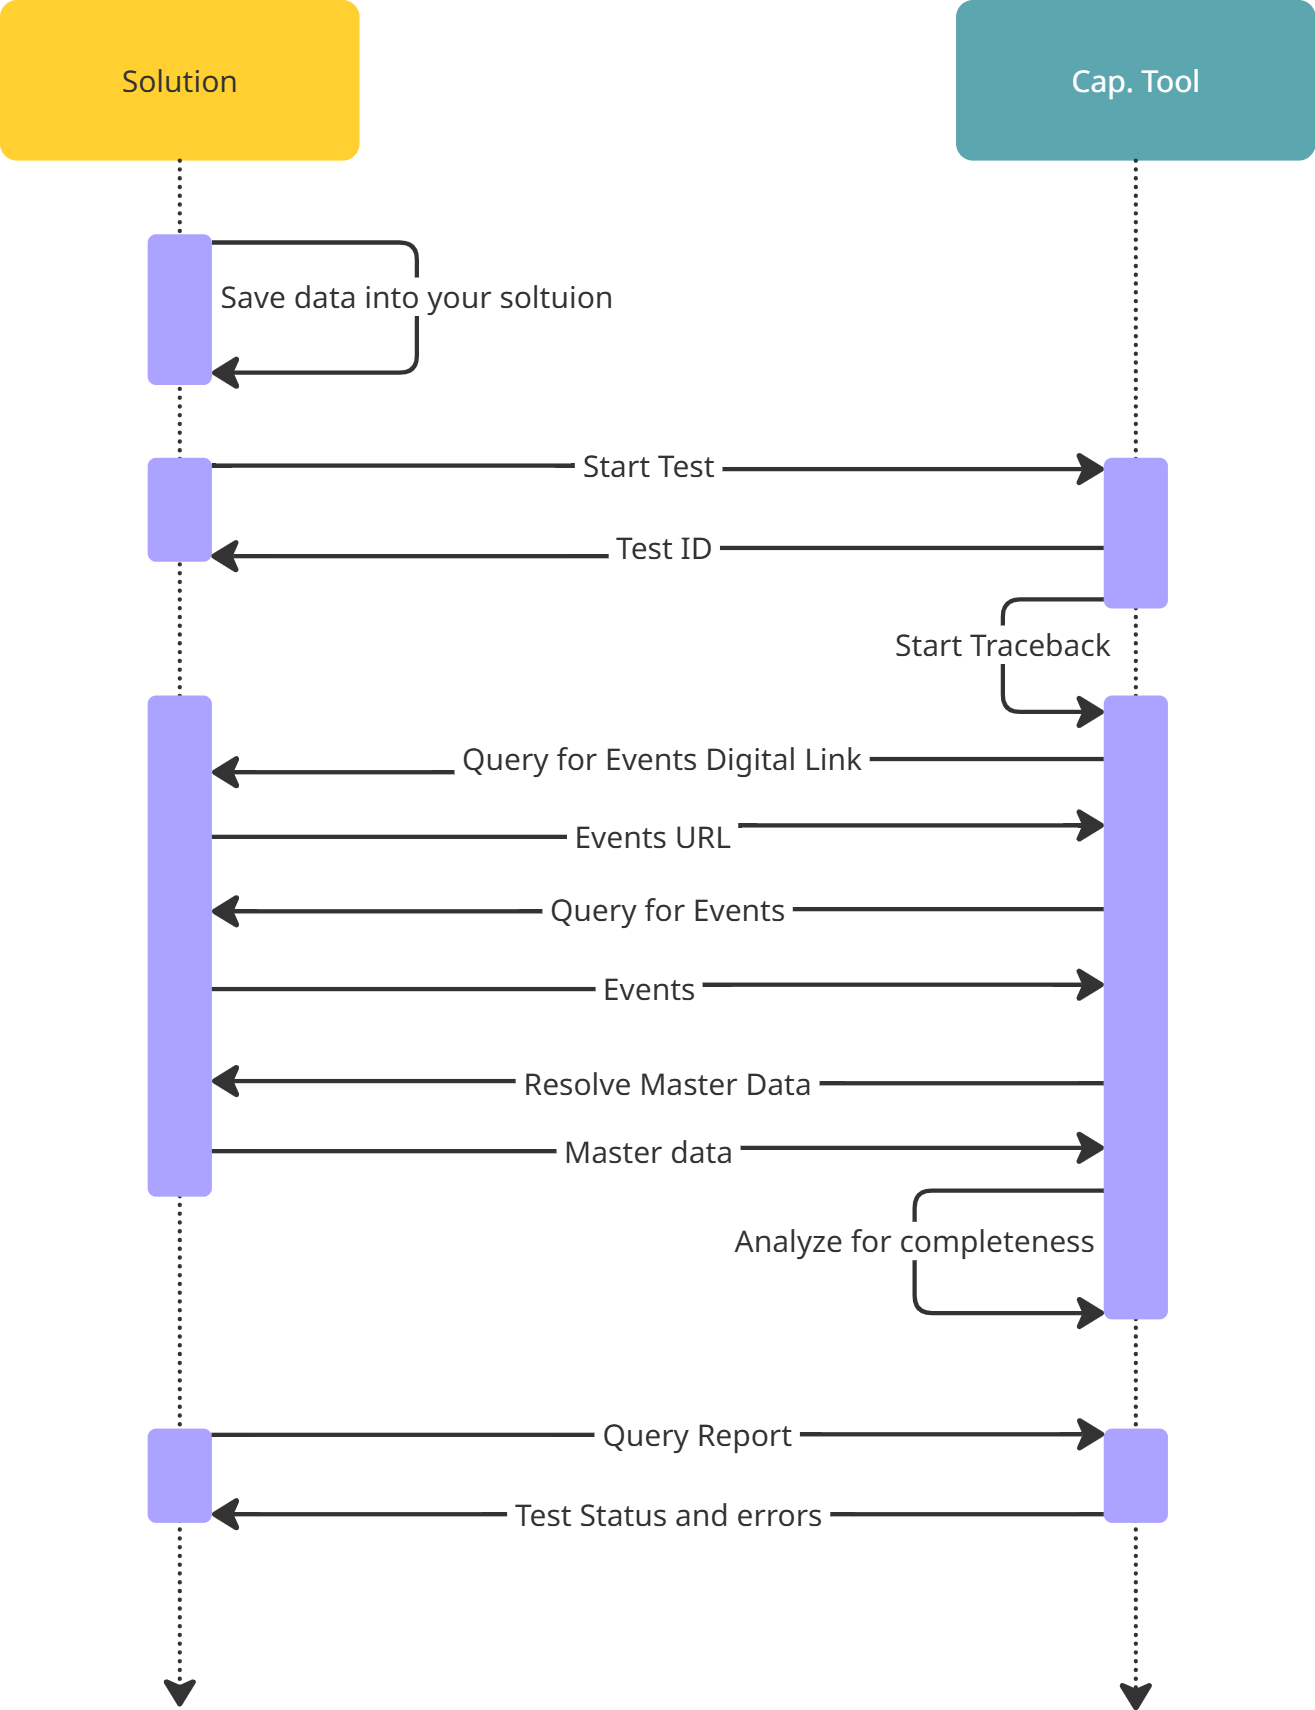 Solution
Cap. Tool
Save data into your soltuion
Start Test
Test ID
Start Traceback
Query for Events Digital Link
Events URL
Query for Events
Events
Resolve Master Data
Master data
Analyze for completeness
Query Report
Test Status and errors